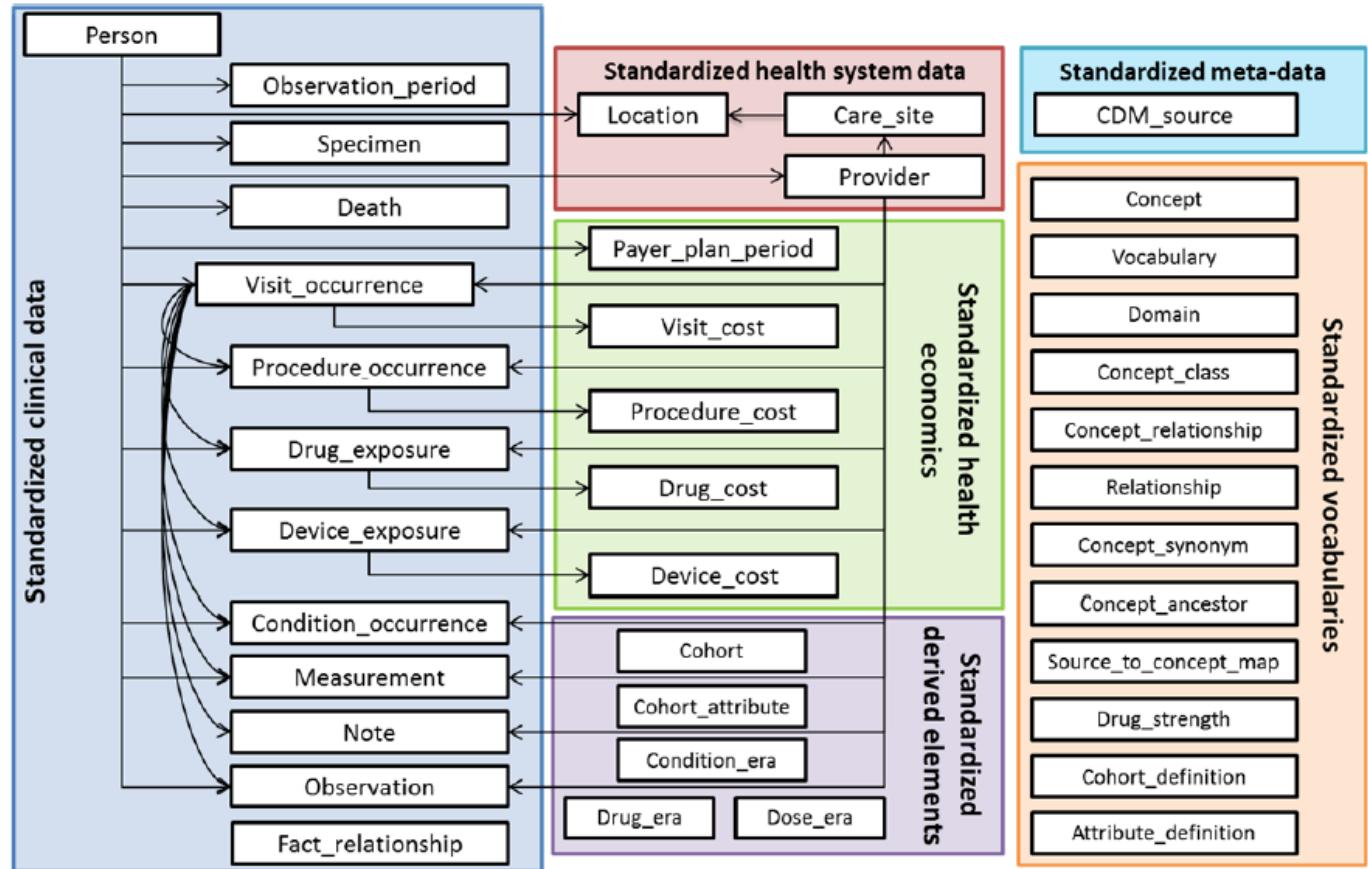 Person
Observation_period
Specimen
Death
Visit_occurrence
Procedure_occurrence
Drug_exposure
Device_exposure
Condition_occurrence
Measurement
Note
Observation
Fact_relationship
Standardized clinical data
Standardized health system data
Location
Care_site
Provider
Payer_plan_period
Visit_cost
Procedure_cost
Drug_cost
Device_cost
Standardized health
economics
Cohort
Cohort_attribute
Condition_era
Drug_era
Dose_era
Standardized
derived elements
Standardized meta-data
CDM_source
Concept
Vocabulary
Domain
Concept_class
Concept_relationship
Relationship
Concept_synonym
Concept_ancestor
Source_to_concept_map
Drug_strength
Cohort_definition
Attribute_definition
Standardized vocabularies